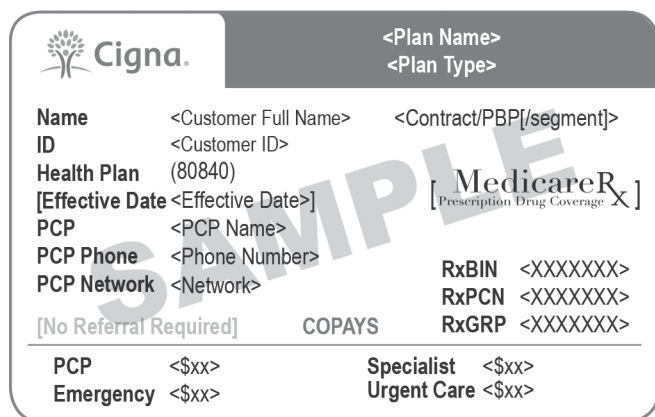 Cigna.
<Plan Name>
<Plan Type>
Name <Customer Full Name> <Contract/PBP[/segment]>
ID <Customer ID>
Health Plan (80840)
[Effective Date <Effective Date>]
PCP <PCP Name>
PCP Phone <Phone Number>
PCP Network <Network>
[No Referral Required]
[ MedicareRx ]
Prescription Drug Coverage
RxBIN <XXXXXXX>
RxPCN <XXXXXXX>
RxGRP <XXXXXXX>
SAMPLE
COPAYS
PCP <$xx> Specialist <$xx>
Emergency <$xx> Urgent Care <$xx>